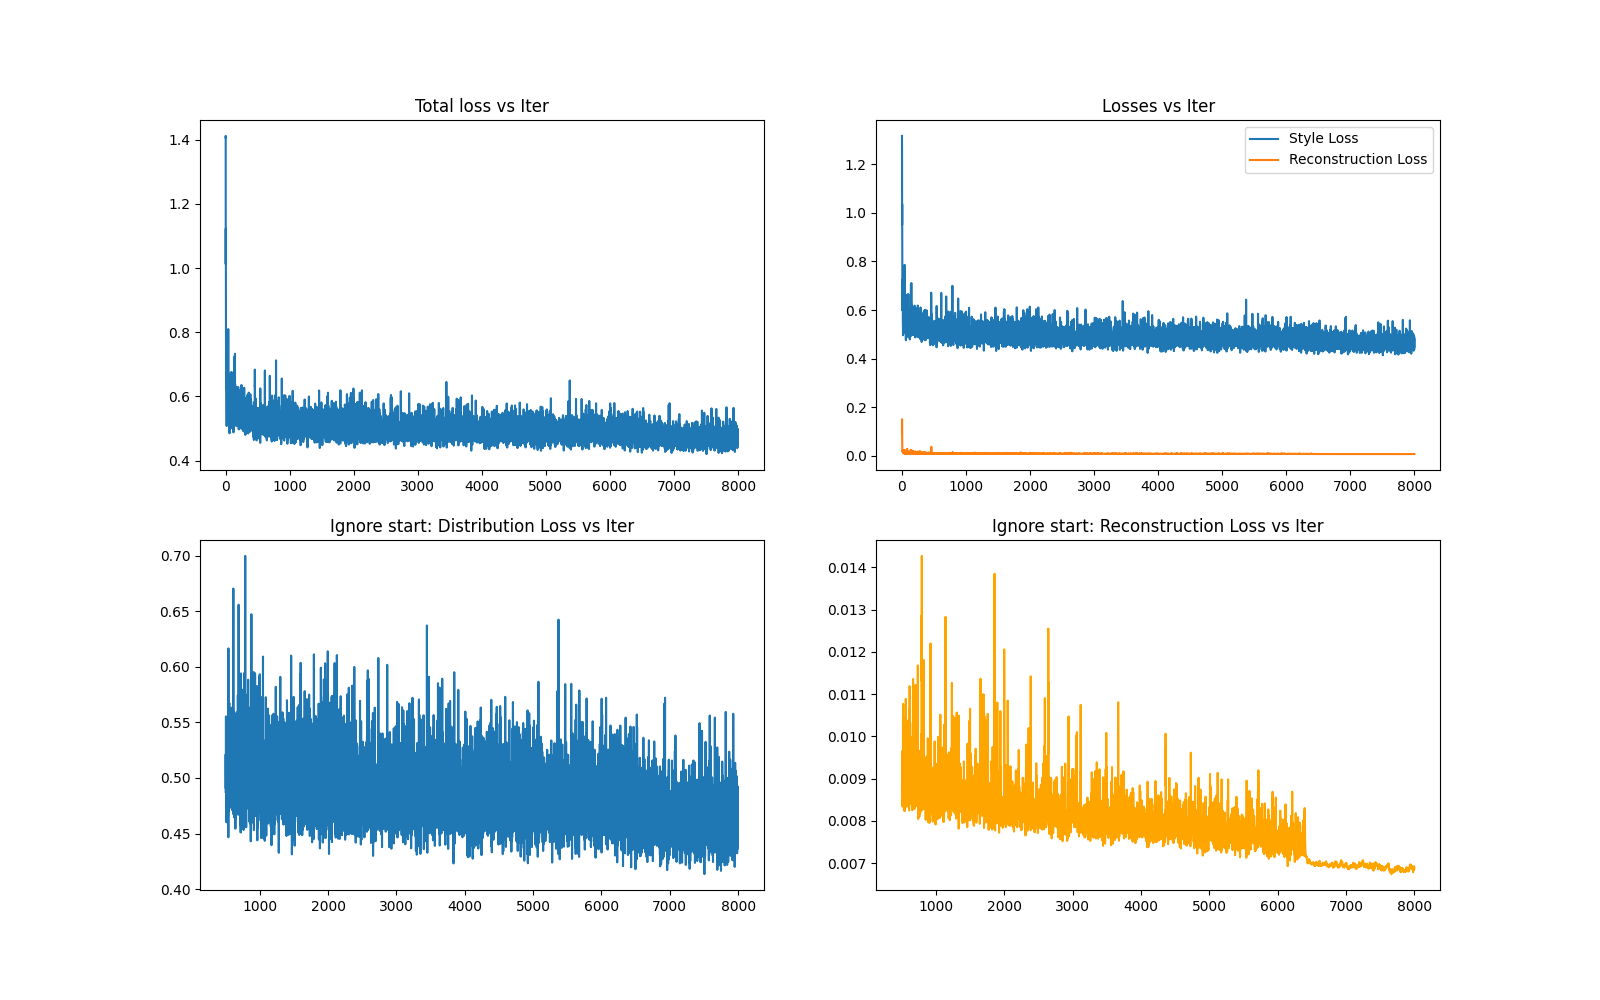 Total loss vs Iter
1.4
1.2
1.0
0.8
0.6
0.4
0 1000 2000 3000 4000 5000 6000 7000 8000
Losses vs Iter
Style Loss
Reconstruction Loss
1.2
1.0
0.8
0.6
0.4
0.2
0.0
0 1000 2000 3000 4000 5000 6000 7000 8000
Ignore start: Distribution Loss vs Iter
0.70
0.65
0.60
0.55
0.50
0.45
0.40
1000 2000 3000 4000 5000 6000 7000 8000
Ignore start: Reconstruction Loss vs Iter
0.014
0.013
0.012
0.011
0.010
0.009
0.008
0.007
1000 2000 3000 4000 5000 6000 7000 8000